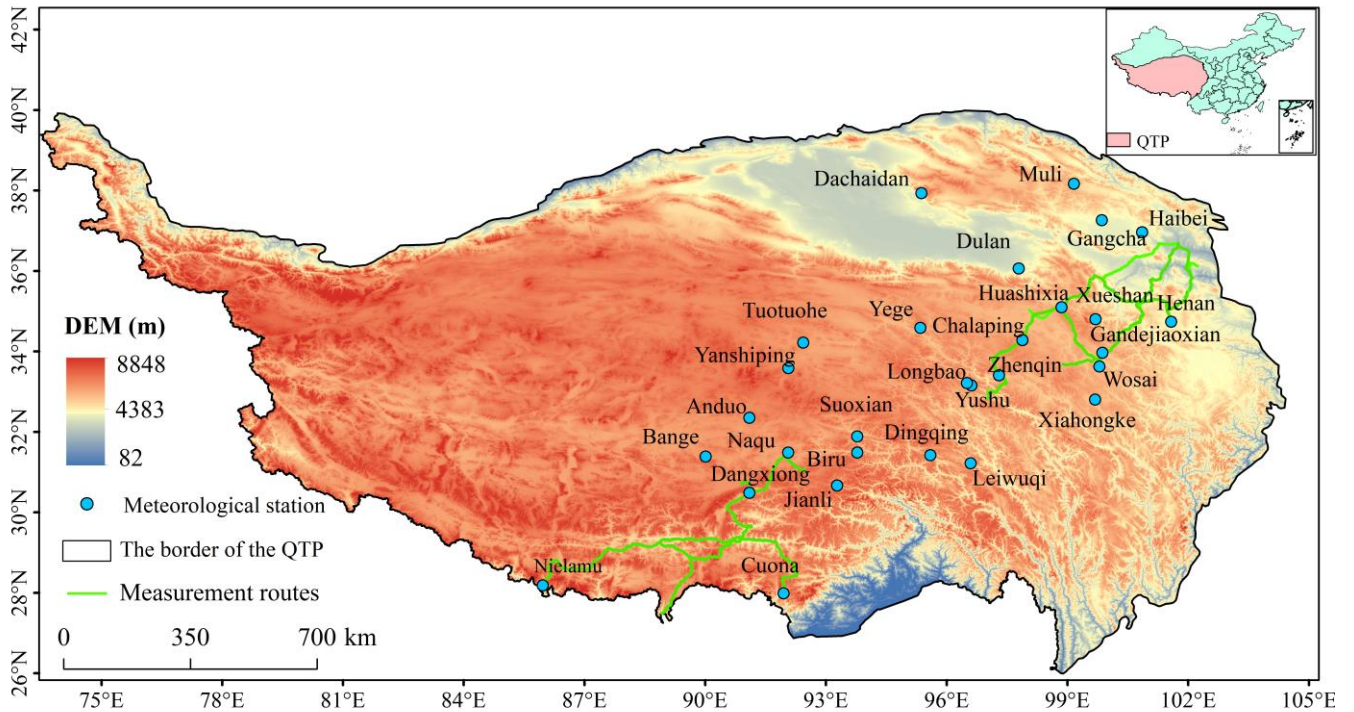 42°N
40°N
38°N
36°N
34°N
32°N
30°N
28°N
26°N
QTP
Dachaidan
Muli
Haibei
Gangcha
Dulan
Huashixia
Xueshan
Henan
Tuotuohe
Yege
Chalaping
Gandejiaoxian
Yanshiping
Longbao
Zhenqin
Wosai
Yushu
Anduo
Suoxian
Xiahongke
Bange
Naqu
Dingqing
Dangxiong
Biru
Leiwuqi
Jianli
Nielamu
Cuona
DEM (m)
8848
4383
82
Meteorological station
The border of the QTP
Measurement routes
0 350 700 km
75°E 78°E 81°E 84°E 87°E 90°E 93°E 96°E 99°E 102°E 105°E